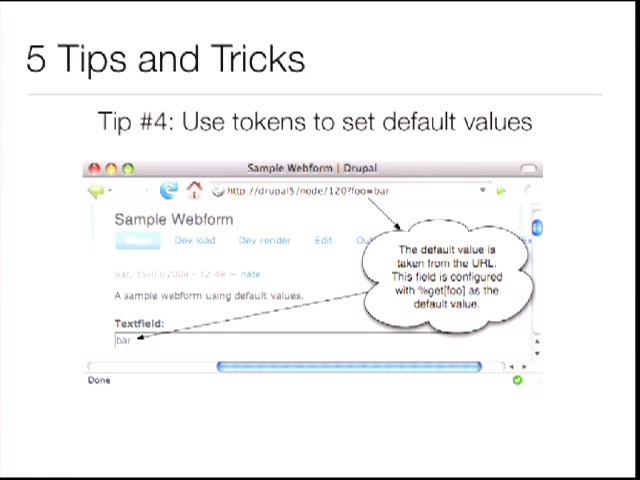 5 Tips and Tricks
Tip #4: Use tokens to set default values
Sample Webform | Drupal
http://drupal5/node/120?foo=bar
Sample Webform
Dev load Dev render Edit
The default value is
taken from the URL.
This field is configured
with %get[foo] as the
default value.
Sat, 15/03/2008 - 12:48 — nate
A sample webform using default values.
Textfield:
bar
Done